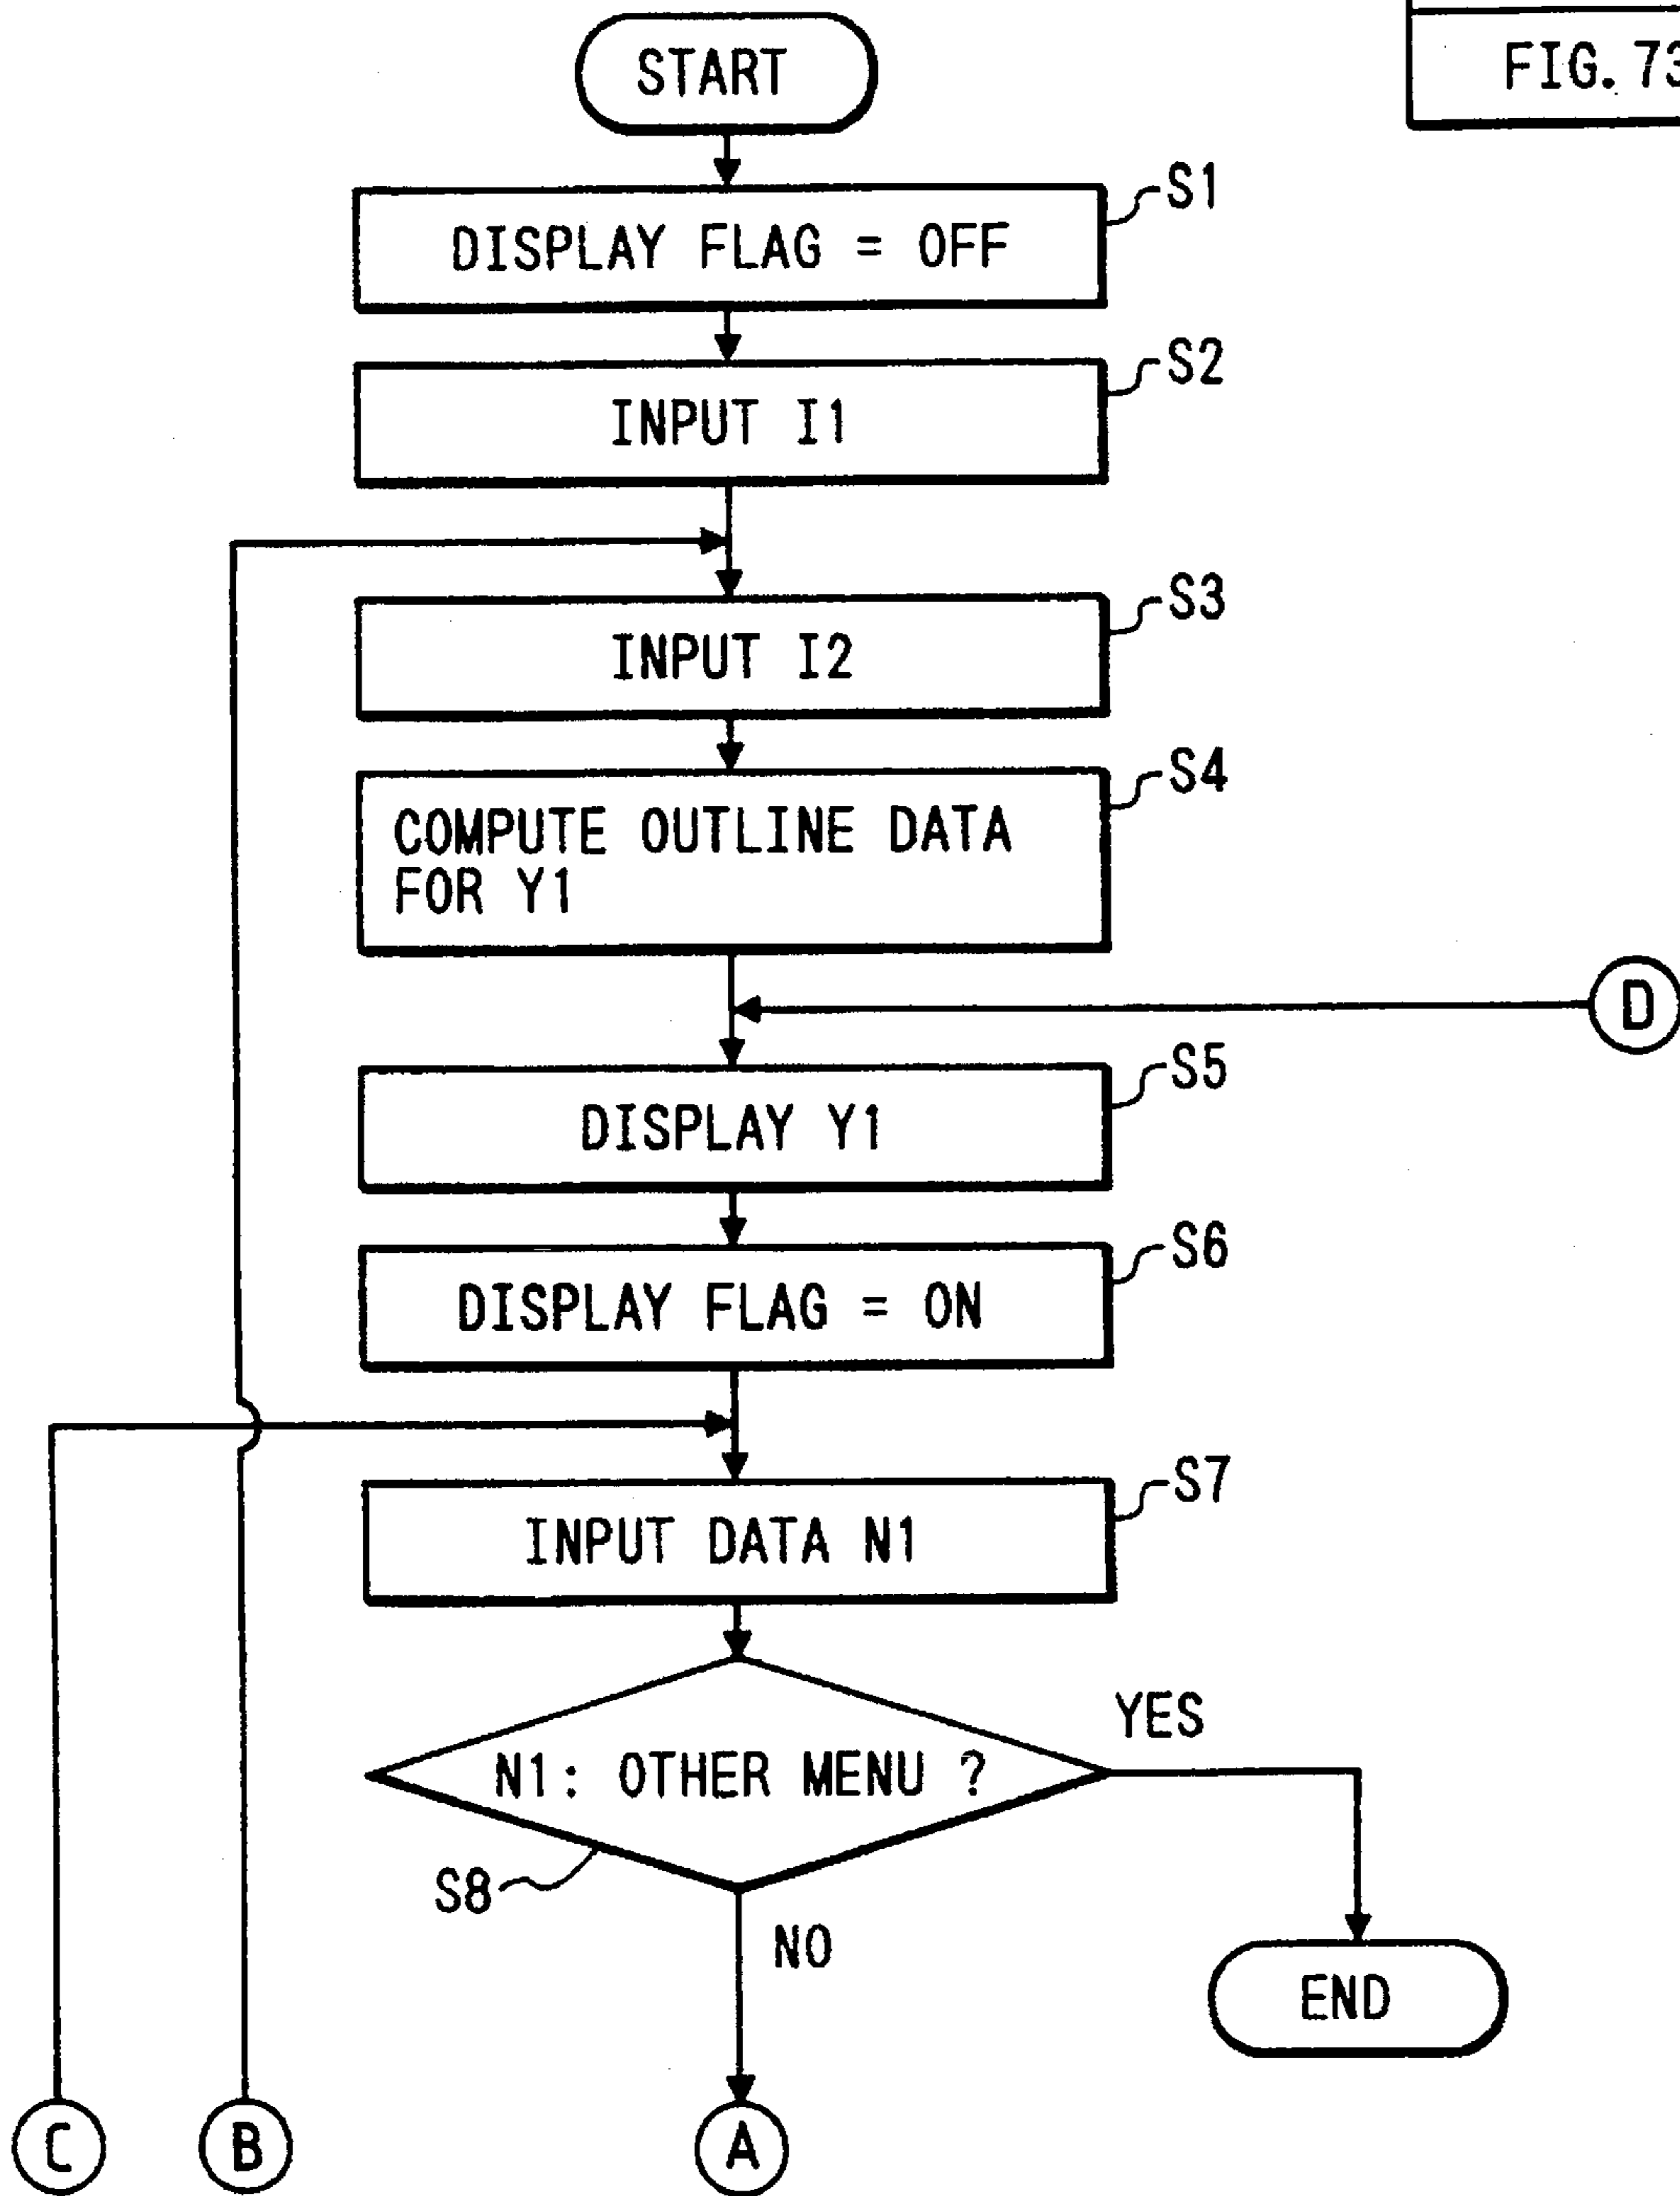 FIG. 73
START
S1
DISPLAY FLAG = OFF
S2
INPUT I1
S3
INPUT I2
S4
COMPUTE OUTLINE DATA
FOR Y1
D
S5
DISPLAY Y1
S6
DISPLAY FLAG = ON
S7
INPUT DATA N1
YES
N1: OTHER MENU ?
S8
NO
END
C
B
A